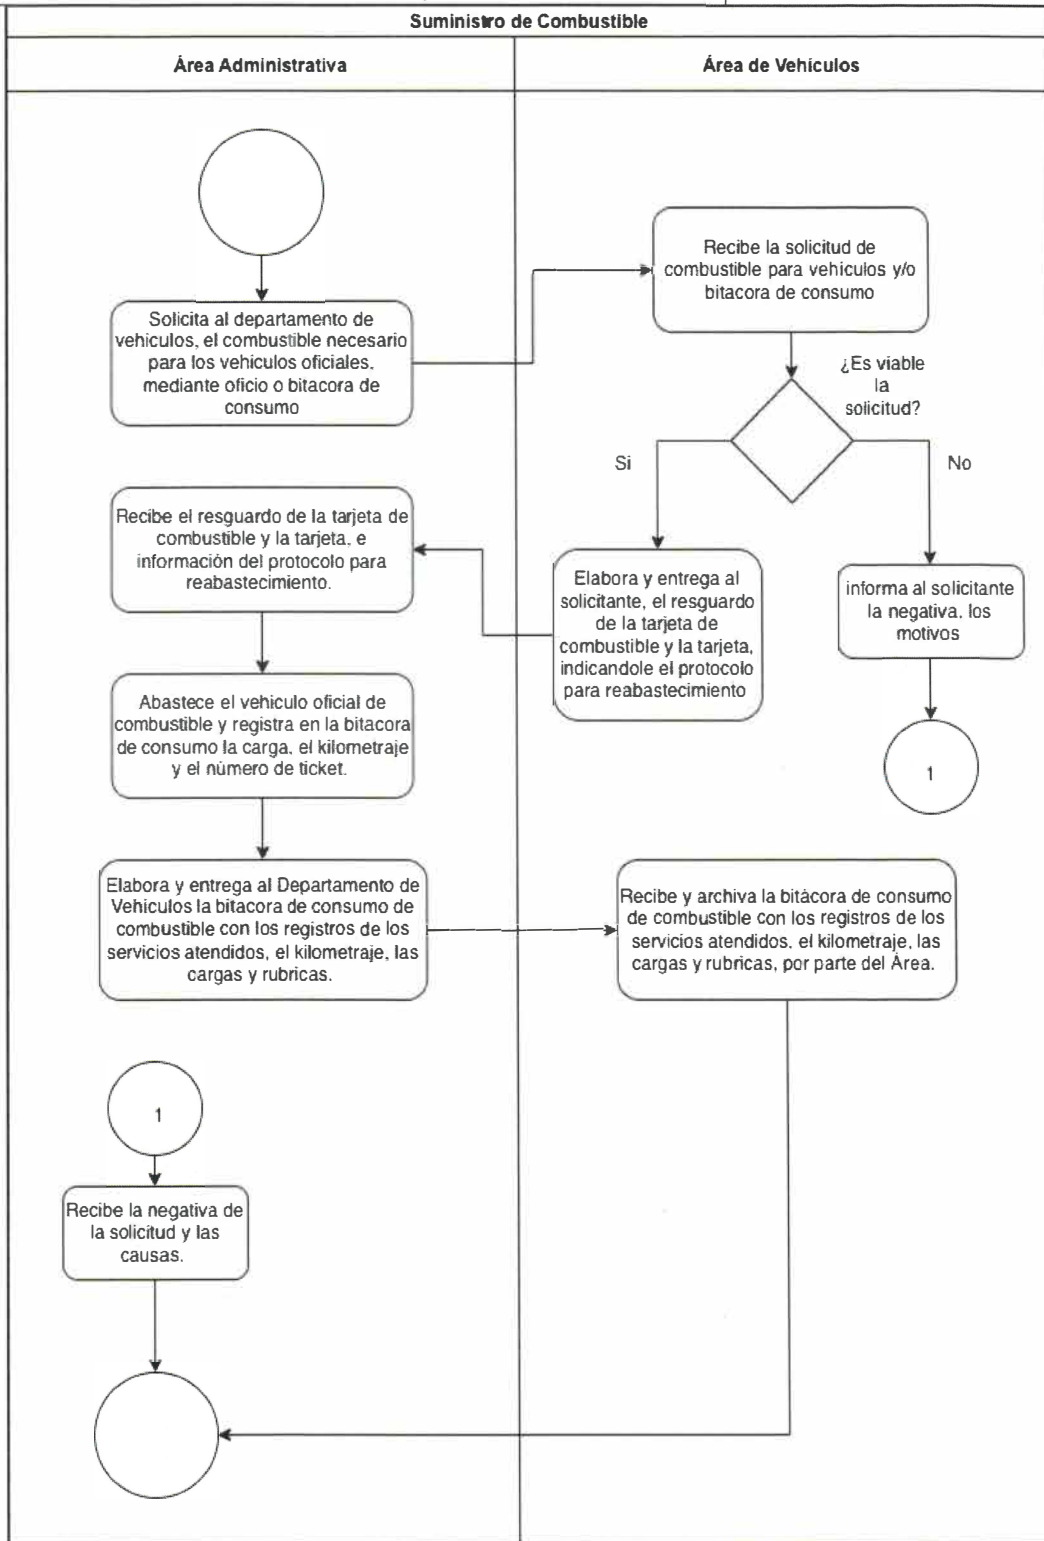 Suministro de Combustible
Área Administrativa
Área de Vehículos
Solicita al departamento de
vehiculos, el combustible necesario
para los vehiculos oficiales.
mediante oficio o bitacora de
consumo
Recibe la solicitud de
combustible para vehiculos y/o
bitacora de consumo
¿Es viable
la
solicitud?
Si
No
Recibe el resguardo de la tarjeta de
combustible y la tarjeta, e
información del protocolo para
reabastecimiento.
Elabora y entrega al
solicitante, el resguardo
de la tarjeta de
combustible y la tarjeta,
indicandole el protocolo
para reabastecimiento
informa al solicitante
la negativa. los
motivos
1
Abastece el vehiculo oficial de
combustible y registra en la bitacora
de consumo la carga, el kilometraje
y el número de ticket.
Elabora y entrega al Departamento de
Vehiculos la bitacora de consumo de
combustible con los registros de los
servicios atendidos, el kilometraje, las
cargas y rubricas.
Recibe y archiva la bitácora de consumo
de combustible con los registros de los
servicios atendidos, el kilometraje, las
cargas y rubricas, por parte del Área.
1
Recibe la negativa de
la solicitud y las
causas.